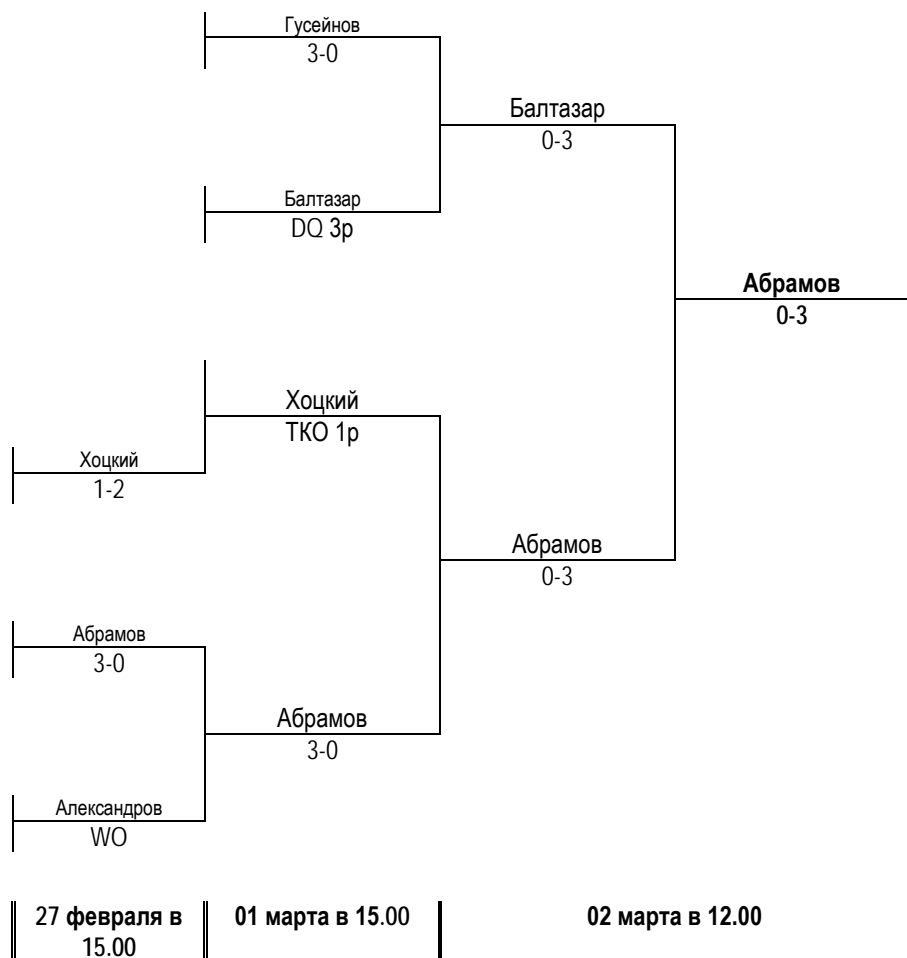 Гусейнов
3-0
Балтазар
0-3
Балтазар
DQ 3р
Абрамов
0-3
Хоцкий
ТКО 1р
Хоцкий
1-2
Абрамов
0-3
Абрамов
3-0
Абрамов
3-0
Александров
WO
27 февраля в
15.00
01 марта в 15.00
02 марта в 12.00